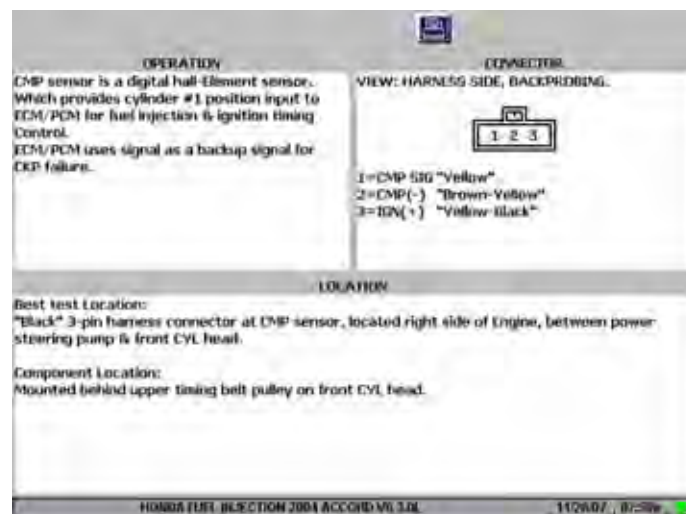 OPERATION
CMP sensor is a digital hall-Element sensor.
Which provides cylinder #1 position input to
ECM/PCM for fuel injection & ignition timing
Control.
ECM/PCM uses signal as a backup signal for
CKP failure.
CONNECTOR
VIEW: HARNESS SIDE, BACKPROBING.
1 2 3
1=CMP SIG "Yellow"
2=CMP(-) "Brown-Yellow"
3=IGN(+) "Yellow-Black"
LOCATION
Best test Location:
"Black" 3-pin harness connector at CMP sensor, located right side of Engine, between power
steering pump & front CYL head.
Component Location:
Mounted behind upper timing belt pulley on front CYL head.
HONDA FUEL INJECTION 2004 ACCORD V6 3.0L
11/28/07